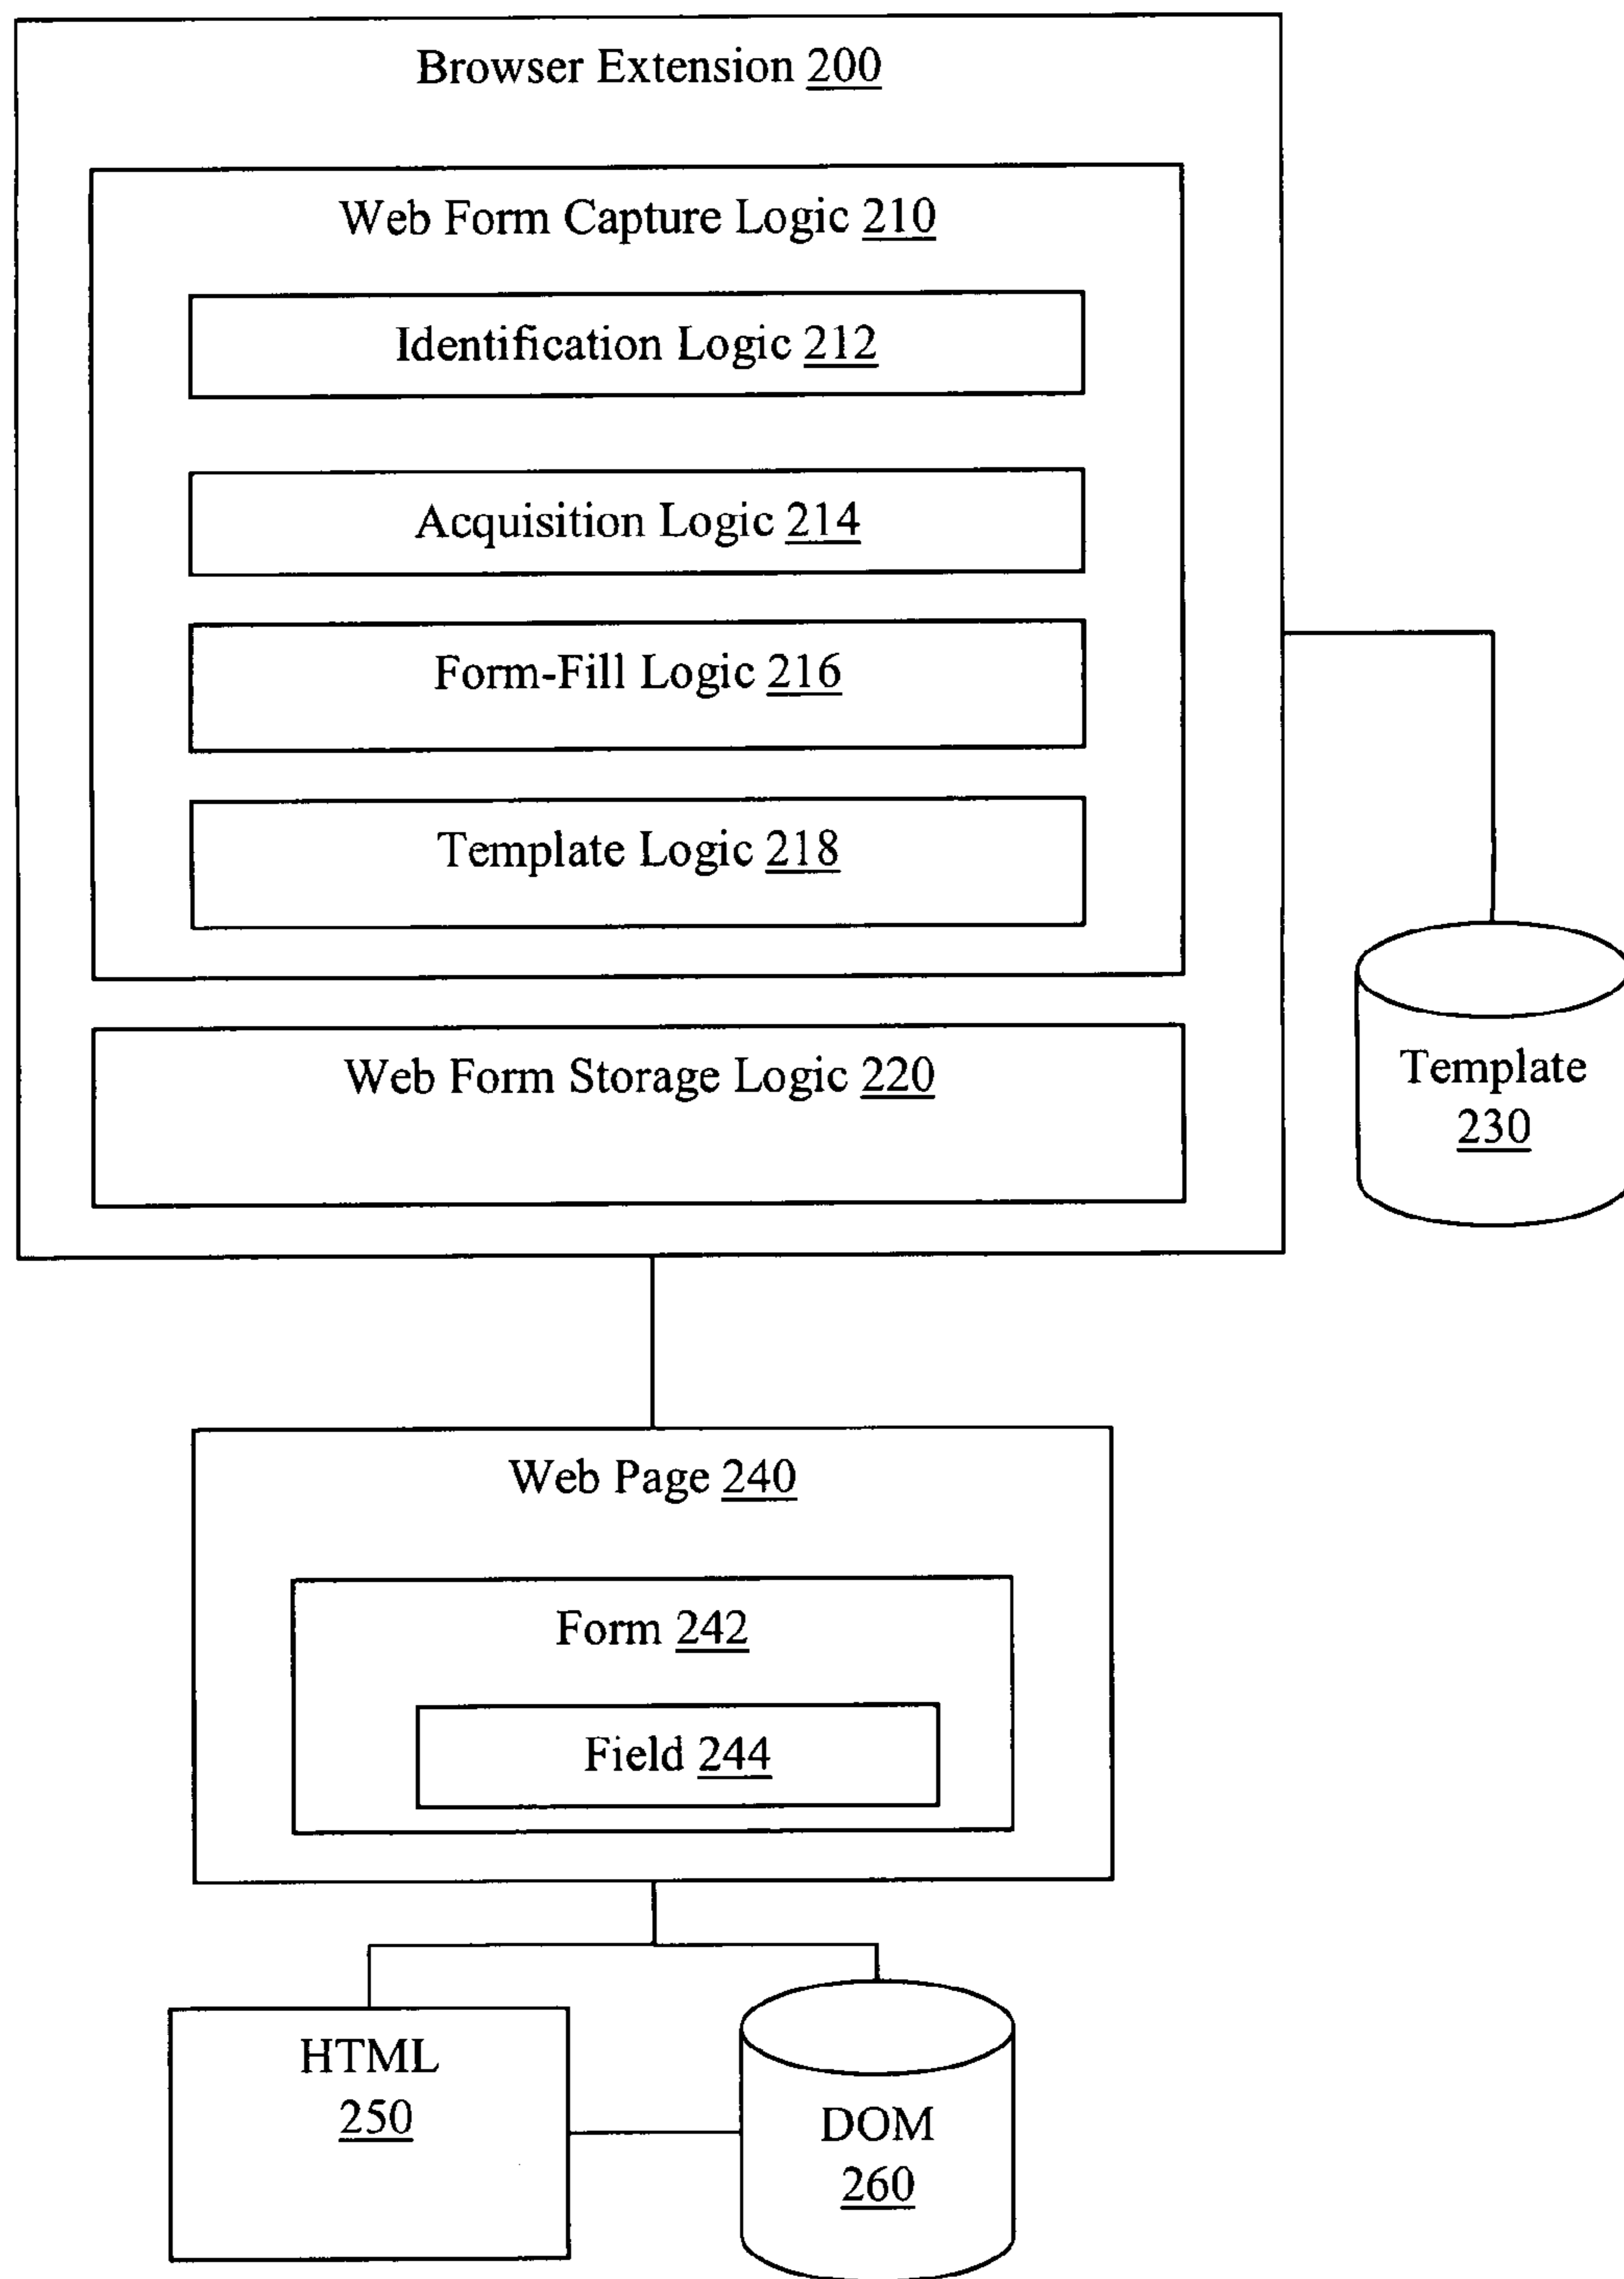 Browser Extension 200
Web Form Capture Logic 210
Identification Logic 212
Acquisition Logic 214
Form-Fill Logic 216
Template Logic 218
Web Form Storage Logic 220
Template
230
Web Page 240
Form 242
Field 244
HTML
250
DOM
260